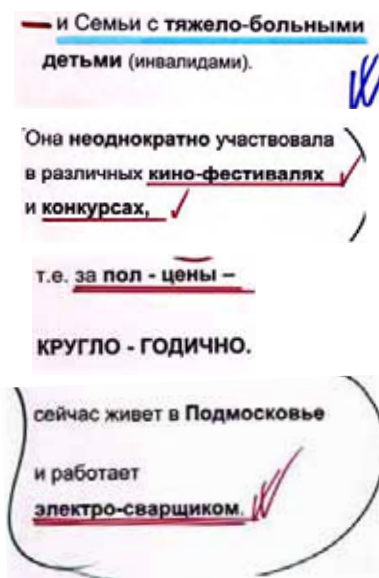 и Семьи с тяжело-больными
детьми (инвалидами).
Она неоднократно участвовала
в различных кино-фестивалях
и конкурсах,
т.е. за пол - цены –
КРУГЛО - ГОДИЧНО.
сейчас живет в Подмосковье
и работает
электро-сварщиком.